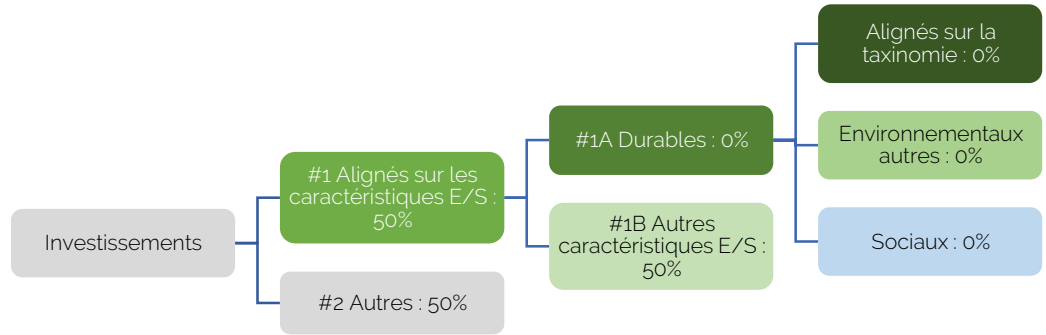 Investissements
#1 Alignés sur les
caractéristiques E/S :
50%
#2 Autres : 50%
#1A Durables : 0%
#1B Autres
caractéristiques E/S :
50%
Alignés sur la
taxinomie : 0%
Environnementaux
autres : 0%
Sociaux : 0%